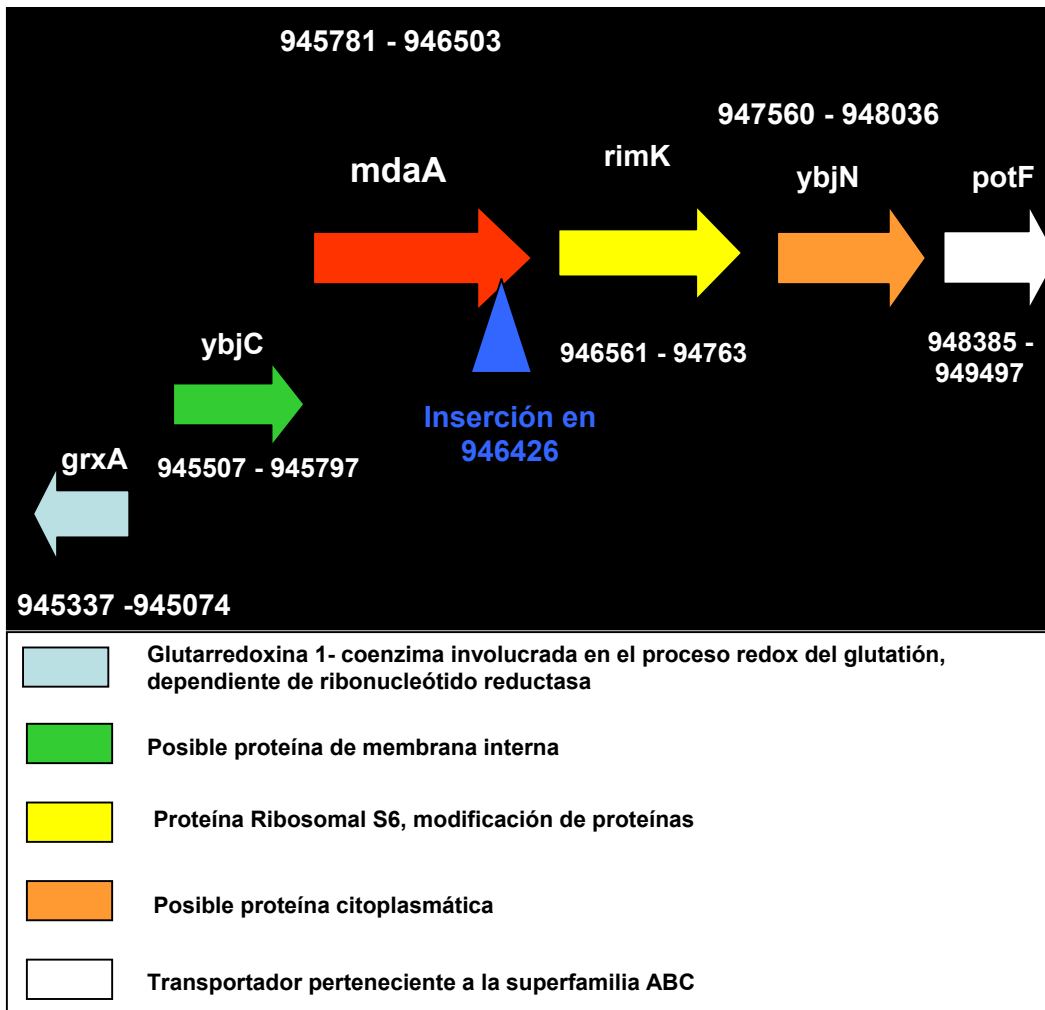 945781 - 946503
947560 - 948036
mdaA
rimK
ybjN
potF
ybjC
946561 - 94763
948385 -
949497
Inserción en
946426
grxA
945507 - 945797
945337 -945074
Glutarredoxina 1- coenzima involucrada en el proceso redox del glutatión,
dependiente de ribonucleótido reductasa
Posible proteína de membrana interna
Proteína Ribosomal S6, modificación de proteínas
Posible proteína citoplasmática
Transportador perteneciente a la superfamilia ABC